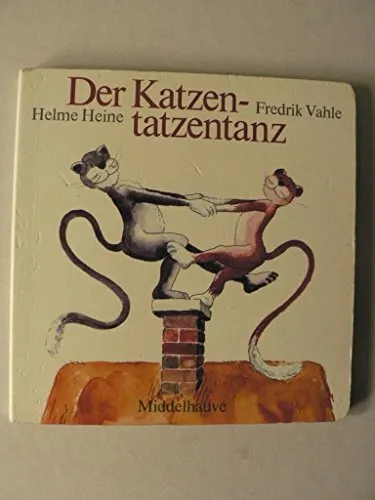 Der Katzen-
tatzentanz
Helme Heine
Fredrik Vahle
Middelhauve